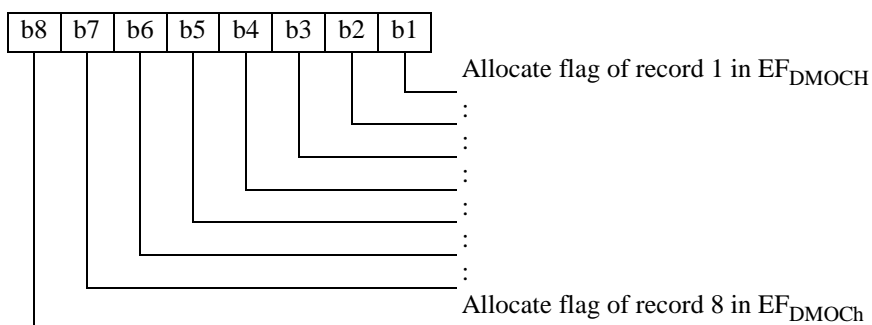 b8 b7 b6 b5 b4 b3 b2 b1
Allocate flag of record 1 in EFDMOCH
:
:
:
:
:
:
Allocate flag of record 8 in EFDMOCh